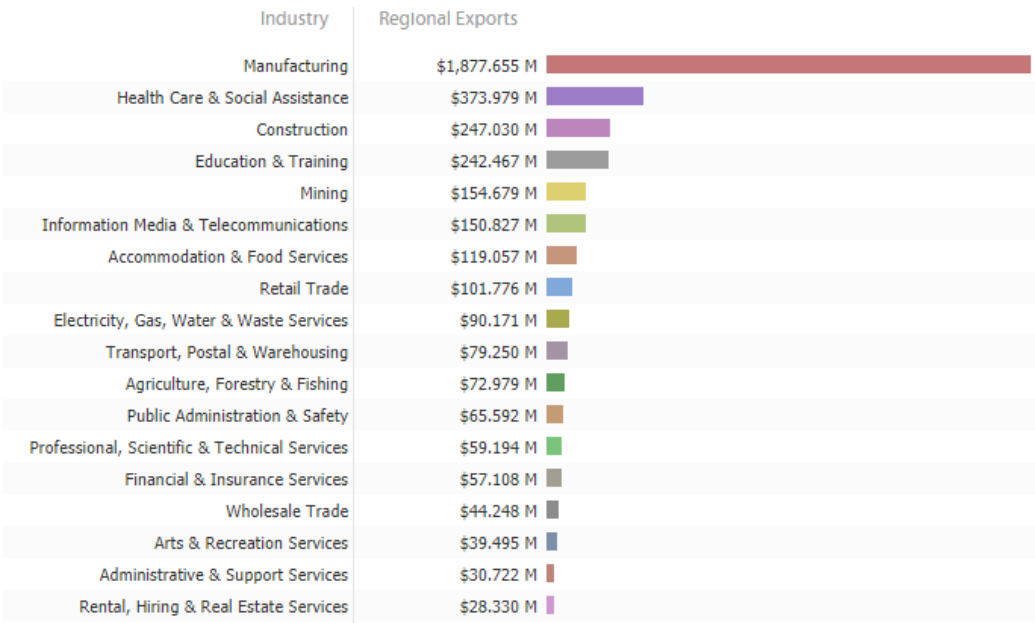 Industry Regional Exports
Manufacturing $1,877.655 M
Health Care & Social Assistance $373.979 M
Construction $247.030 M
Education & Training $242.467 M
Mining $154.679 M
Information Media & Telecommunications $150.827 M
Accommodation & Food Services $119.057 M
Retail Trade $101.776 M
Electricity, Gas, Water & Waste Services $90.171 M
Transport, Postal & Warehousing $79.250 M
Agriculture, Forestry & Fishing $72.979 M
Public Administration & Safety $65.592 M
Professional, Scientific & Technical Services $59.194 M
Financial & Insurance Services $57.108 M
Wholesale Trade $44.248 M
Arts & Recreation Services $39.495 M
Administrative & Support Services $30.722 M
Rental, Hiring & Real Estate Services $28.330 M